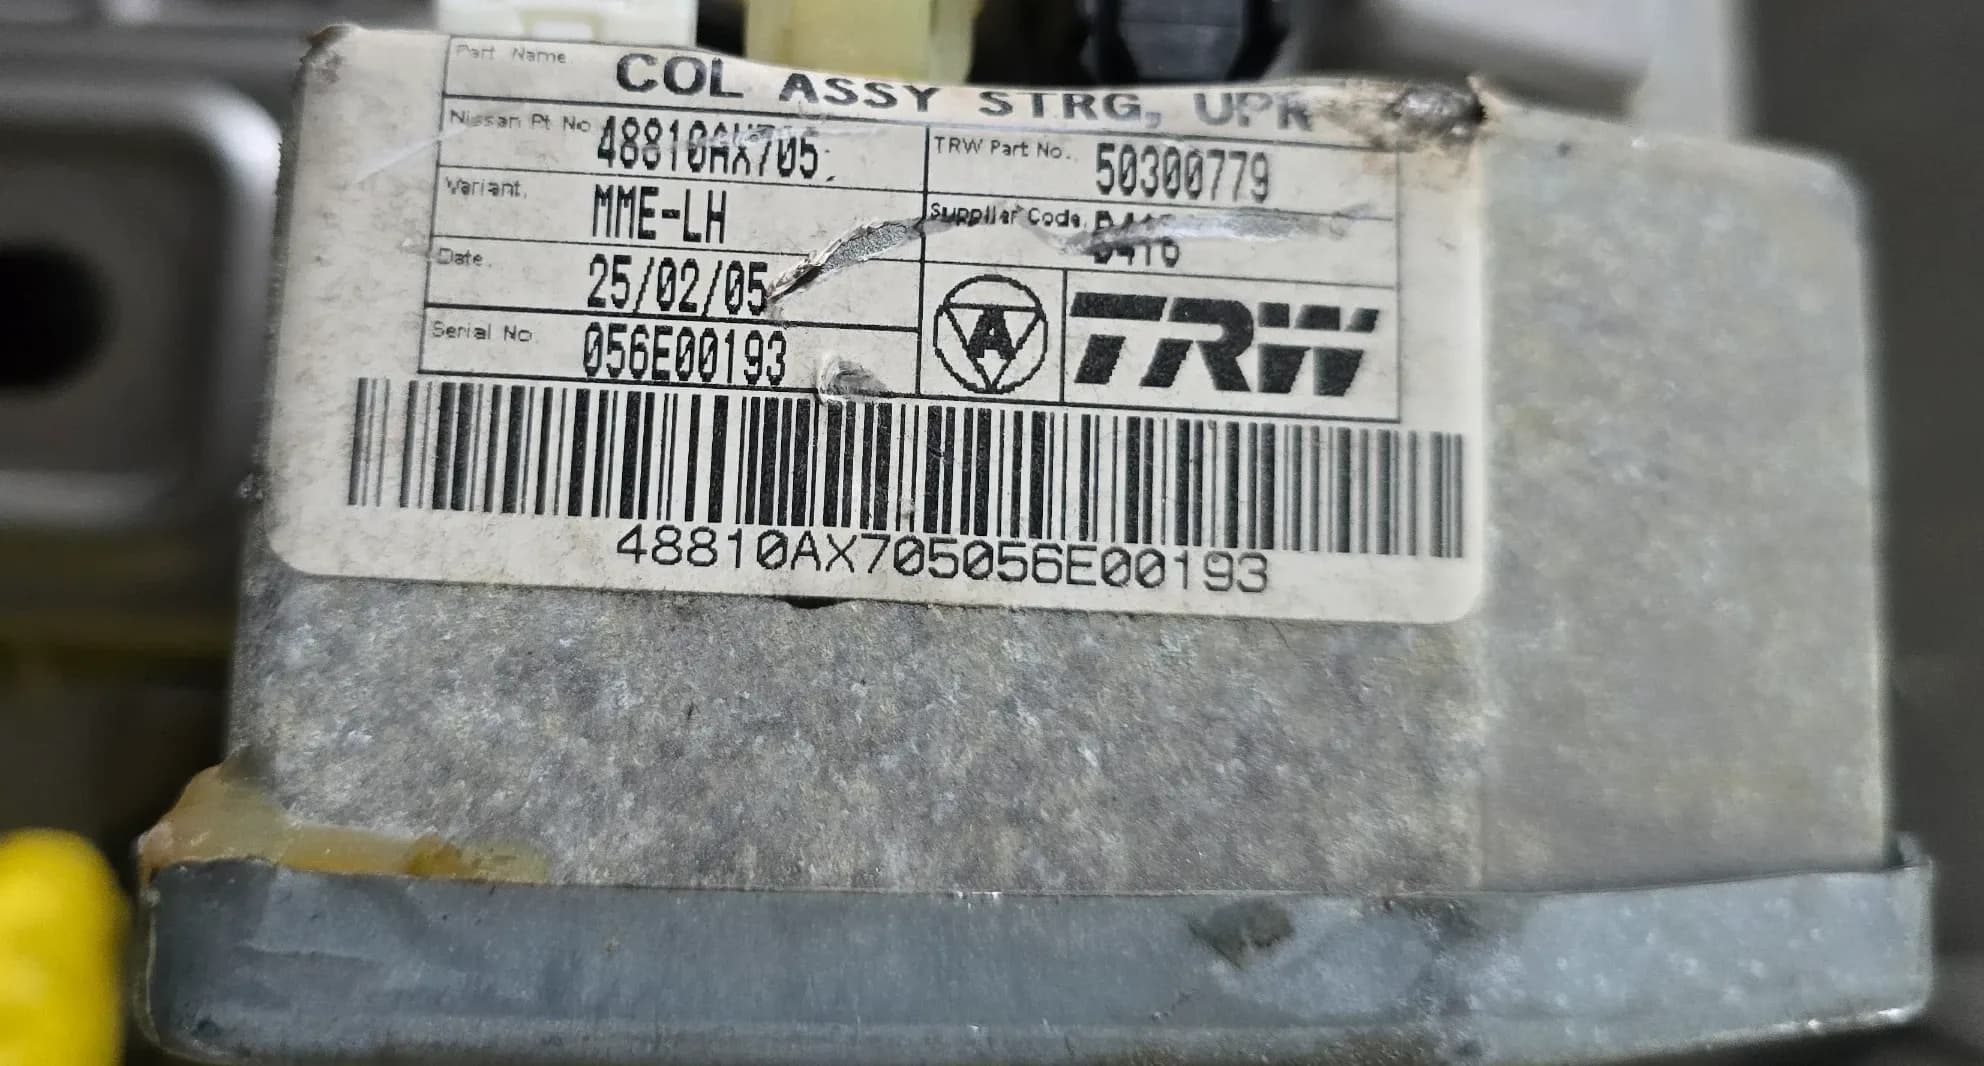 Part Name. COL ASSY STRG, UPR
Nissan Pt No 48810AX705.
TRW Part No. 50300779
Variant. MME-LH
Supplier Code.
Date. 25/02/05
Serial No. 056E00193
A
TRW
48810AX705056E00193